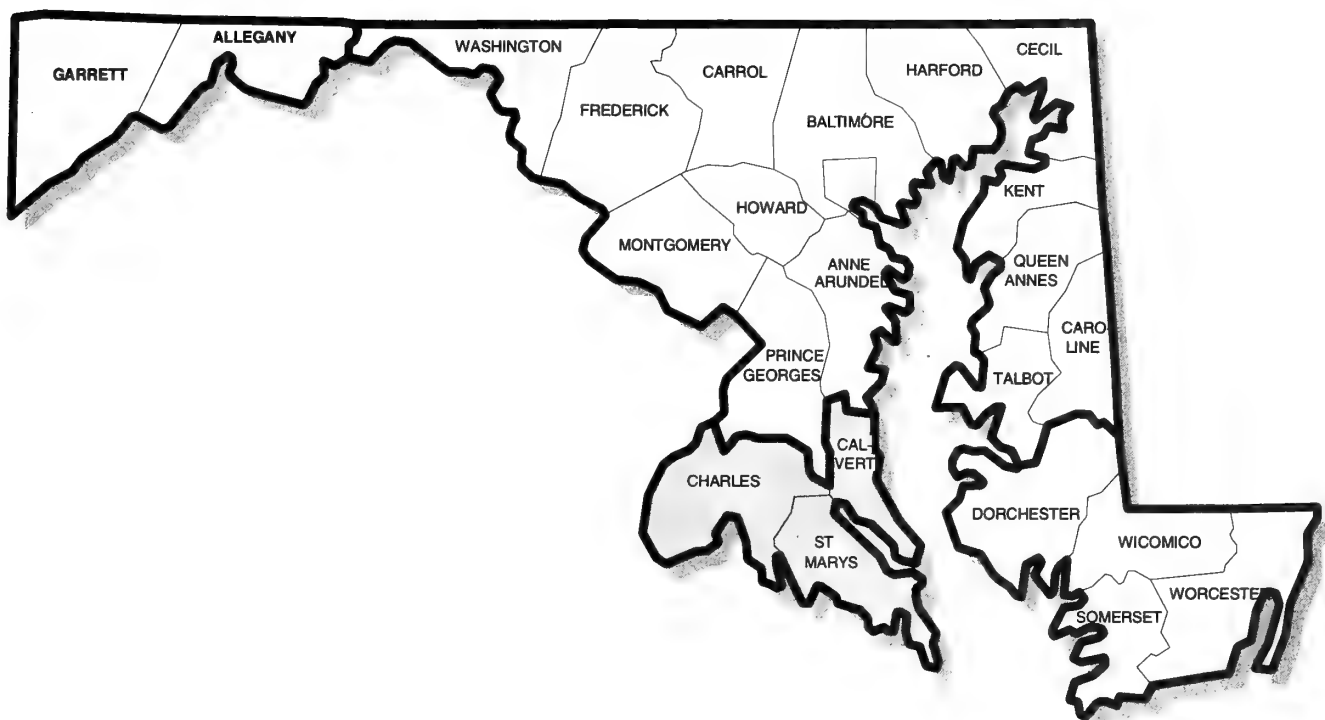 GARRETT
ALLEGANY
WASHINGTON
FREDERICK
CARROL
BALTIMORE
HARFORD
CECIL
MONTGOMERY
HOWARD
ANNE
ARUNDEL
KENT
QUEEN
ANNES
CARO-
LINE
TALBOT
PRINCE
GEORGES
CAL-
VERT
CHARLES
ST
MARYS
DORCHESTER
WICOMICO
SOMERSET
WORCESTER